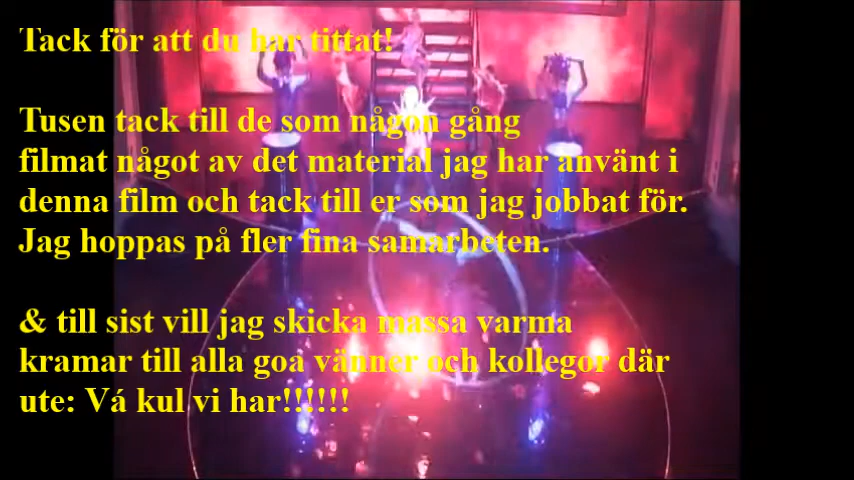 Tack för att du har tittat!
Tusen tack till de som någon gång
filmat något av det material jag har använt i
denna film och tack till er som jag jobbat för.
Jag hoppas på fler fina samarbeten.
& till sist vill jag skicka massa varma
kramar till alla goa vänner och kollegor där
ute: Vá kul vi har!!!!!!